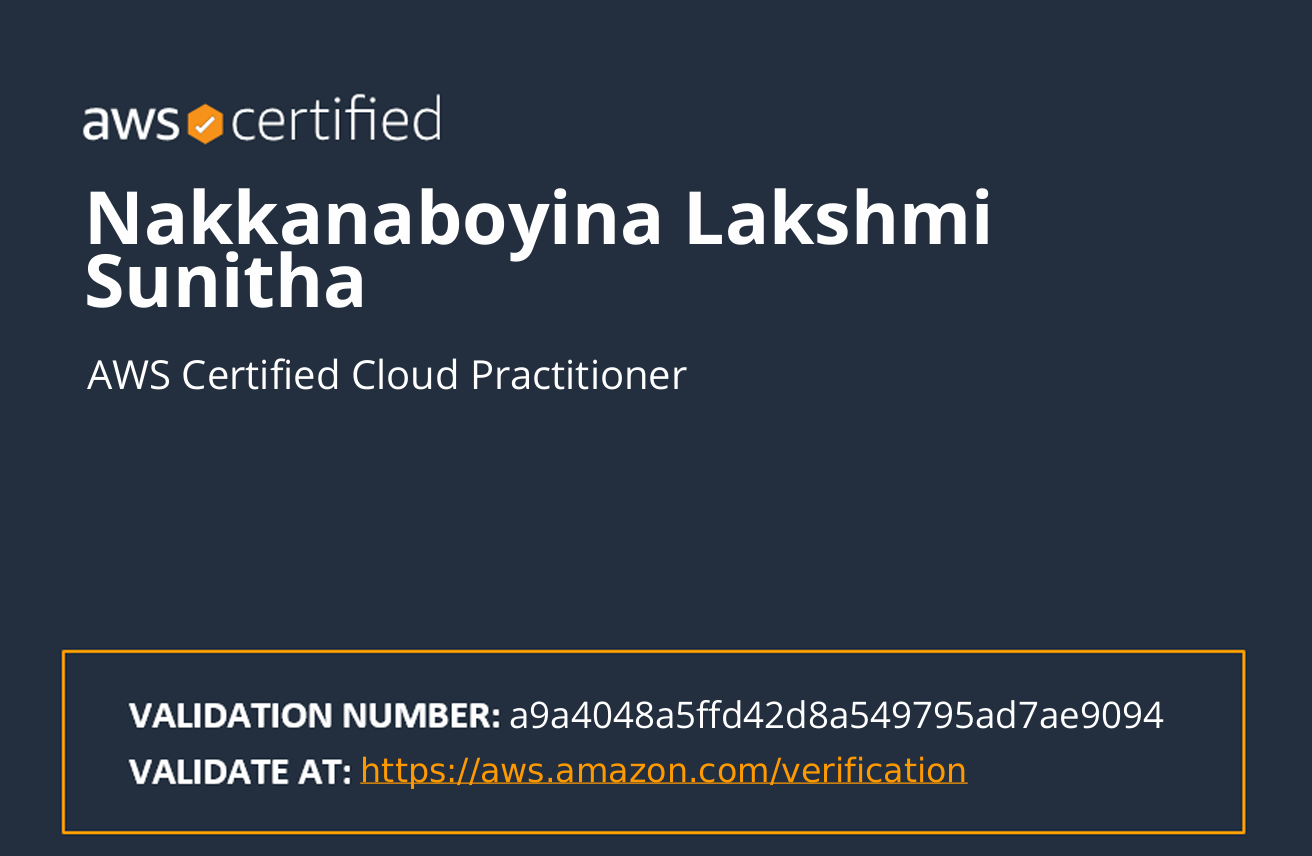 aws certified
Nakkanaboyina Lakshmi
Sunitha
AWS Certified Cloud Practitioner
VALIDATION NUMBER: a9a4048a5ffd42d8a549795ad7ae9094
VALIDATE AT: https://aws.amazon.com/verification